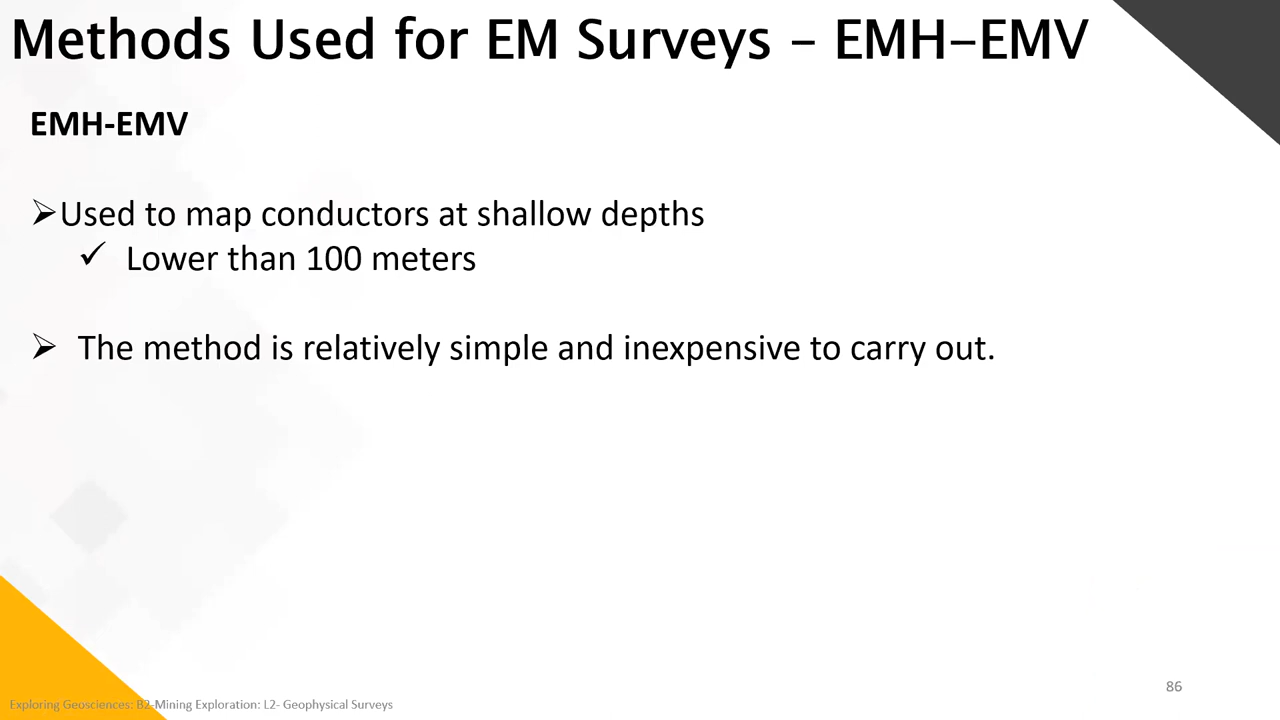 Methods Used for EM Surveys – EMH–EMV
EMH-EMV
➢Used to map conductors at shallow depths
✓ Lower than 100 meters
➢ The method is relatively simple and inexpensive to carry out.
86
Exploring Geosciences: B2-Mining Exploration: L2- Geophysical Surveys